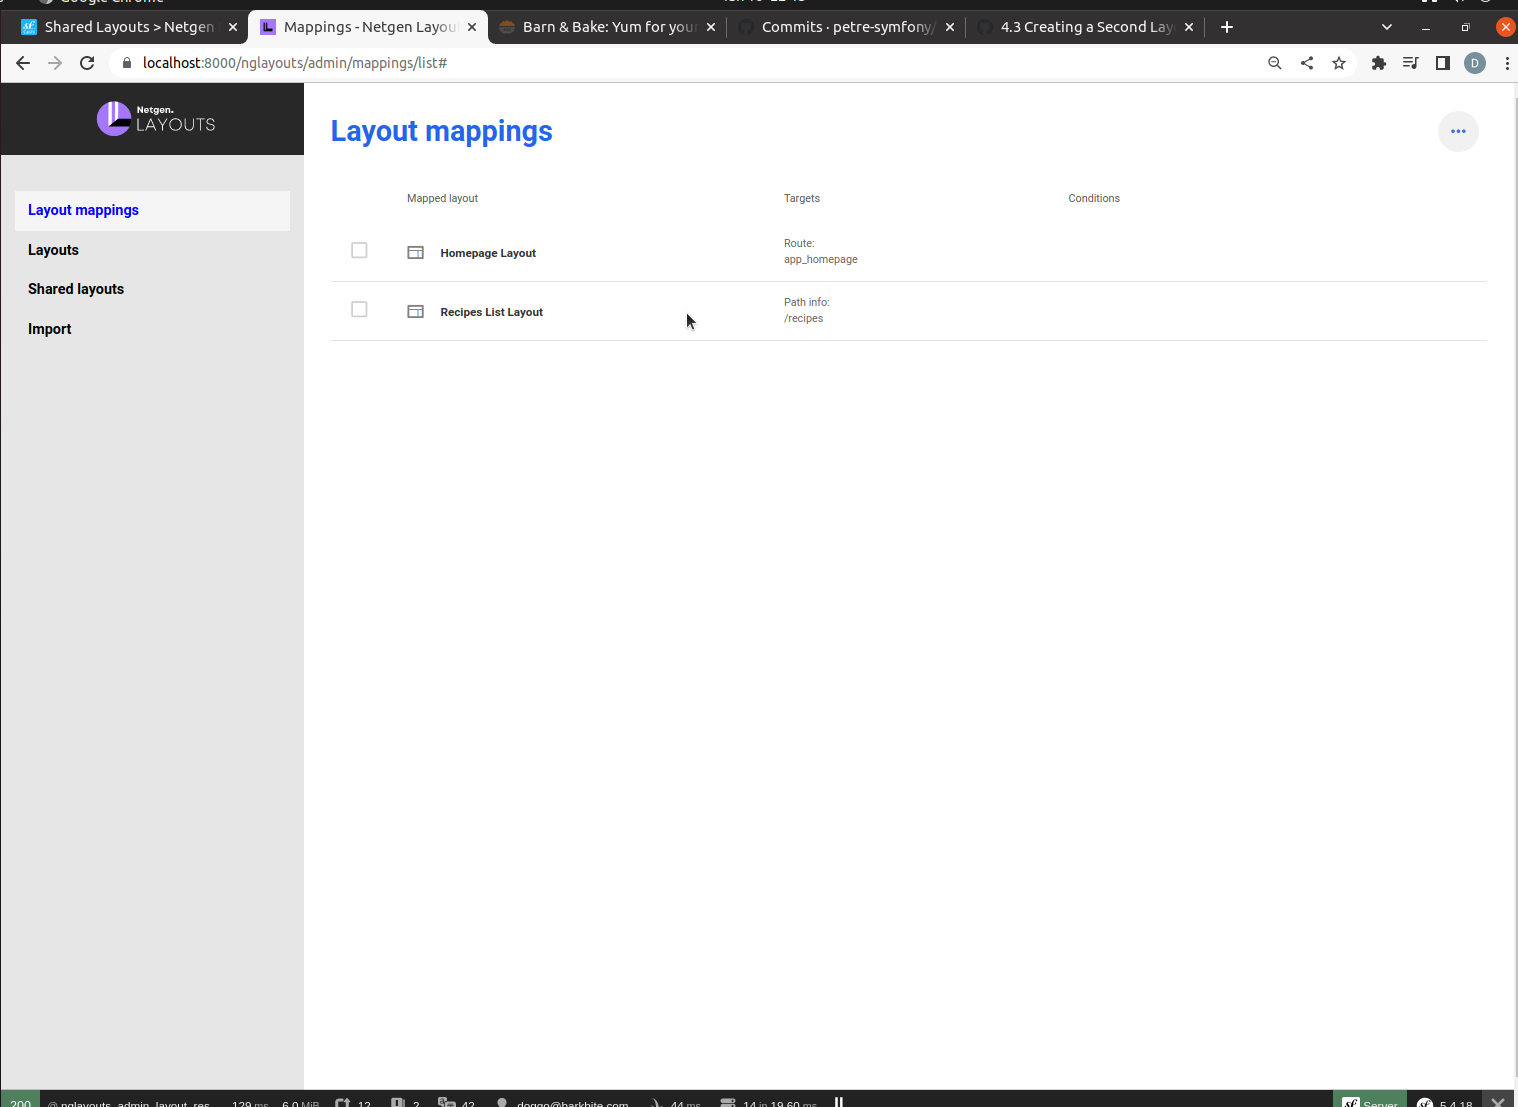 Google Chrome
Shared Layouts > Netgen
Mappings - Netgen Layou
Barn & Bake: Yum for you
Commits · petre-symfony/
4.3 Creating a Second Lay
localhost:8000/nglayouts/admin/mappings/list#
D
Netgen.
LAYOUTS
Layout mappings
Layouts
Shared layouts
Import
Layout mappings
Mapped layout Targets Conditions
Homepage Layout
Route:
app_homepage
Recipes List Layout
Path info:
/recipes
200 @ nglayouts_admin_layout_res 129 ms 6.0 MiB 12 2 42 doggo@barkbite.com 44 ms 14 in 19.60 ms Server 5.4.18